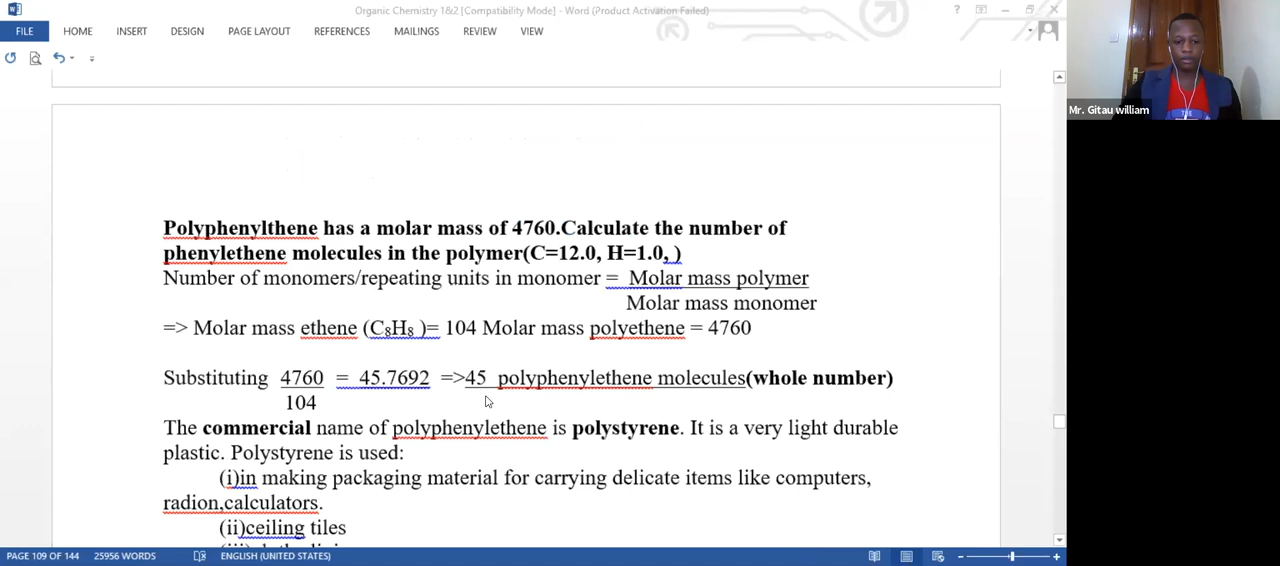 Organic Chemistry 1&2 [Compatibility Mode] - Word (Product Activation Failed)
FILE HOME INSERT DESIGN PAGE LAYOUT REFERENCES MAILINGS REVIEW VIEW
Mr. Gitau william
Polyphenylthene has a molar mass of 4760.Calculate the number of
phenylethene molecules in the polymer(C=12.0, H=1.0, )
Number of monomers/repeating units in monomer = Molar mass polymer
Molar mass monomer
=> Molar mass ethene (C₈H₈ )= 104 Molar mass polyethene = 4760
Substituting 4760 = 45.7692 =>45 polyphenylethene molecules(whole number)
104
The commercial name of polyphenylethene is polystyrene. It is a very light durable
plastic. Polystyrene is used:
(i)in making packaging material for carrying delicate items like computers,
radion,calculators.
(ii)ceiling tiles
PAGE 109 OF 144 25956 WORDS ENGLISH (UNITED STATES)